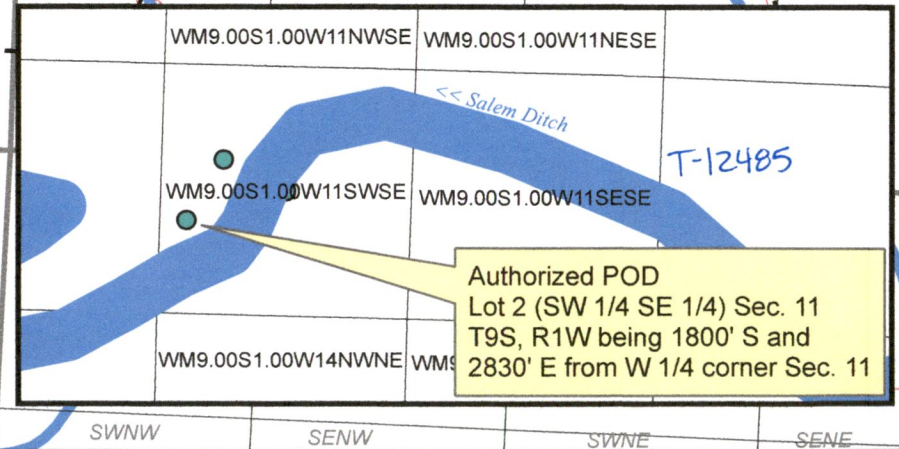 WM9.00S1.00W11NWSE
WM9.00S1.00W11NESE
<< Salem Ditch
T-12485
WM9.00S1.00W11SWSE
WM9.00S1.00W11SESE
Authorized POD
Lot 2 (SW 1/4 SE 1/4) Sec. 11
T9S, R1W being 1800' S and
2830' E from W 1/4 corner Sec. 11
WM9.00S1.00W14NWNE
WM9
SWNW
SENW
SWNE
SENE